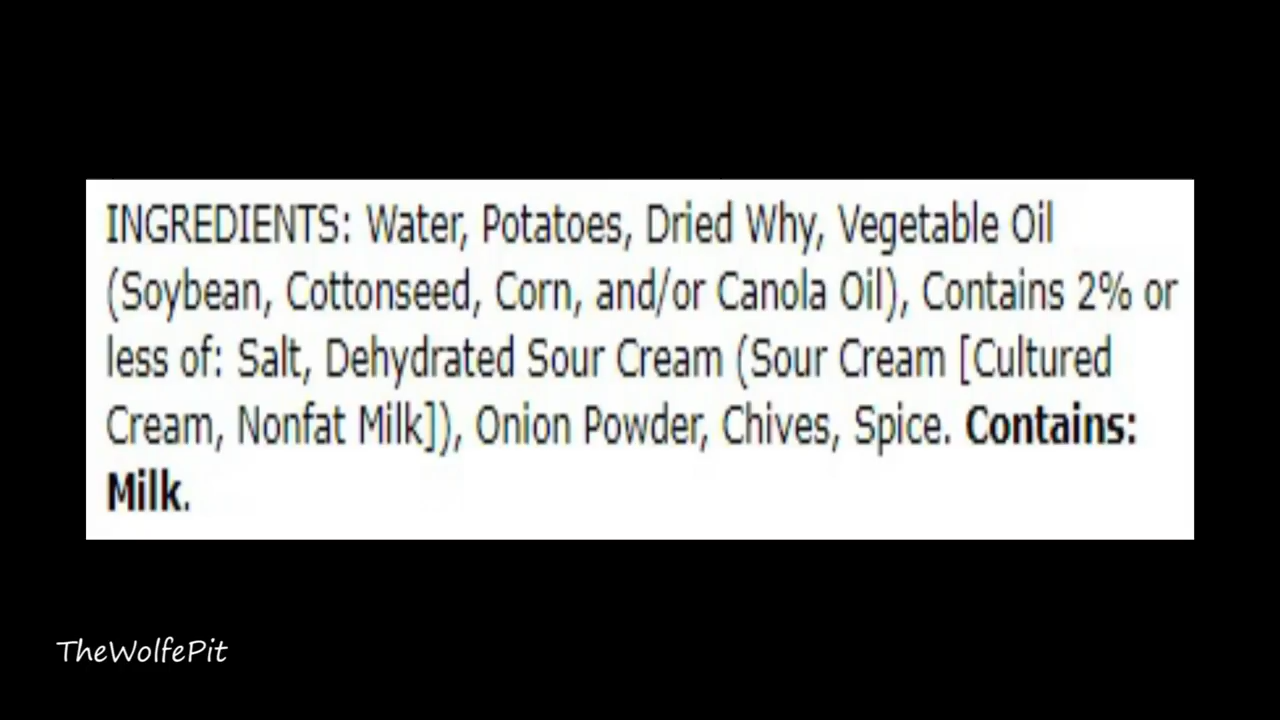 INGREDIENTS: Water, Potatoes, Dried Why, Vegetable Oil
(Soybean, Cottonseed, Corn, and/or Canola Oil), Contains 2% or
less of: Salt, Dehydrated Sour Cream (Sour Cream [Cultured
Cream, Nonfat Milk]), Onion Powder, Chives, Spice. Contains:
Milk.
TheWolfePit